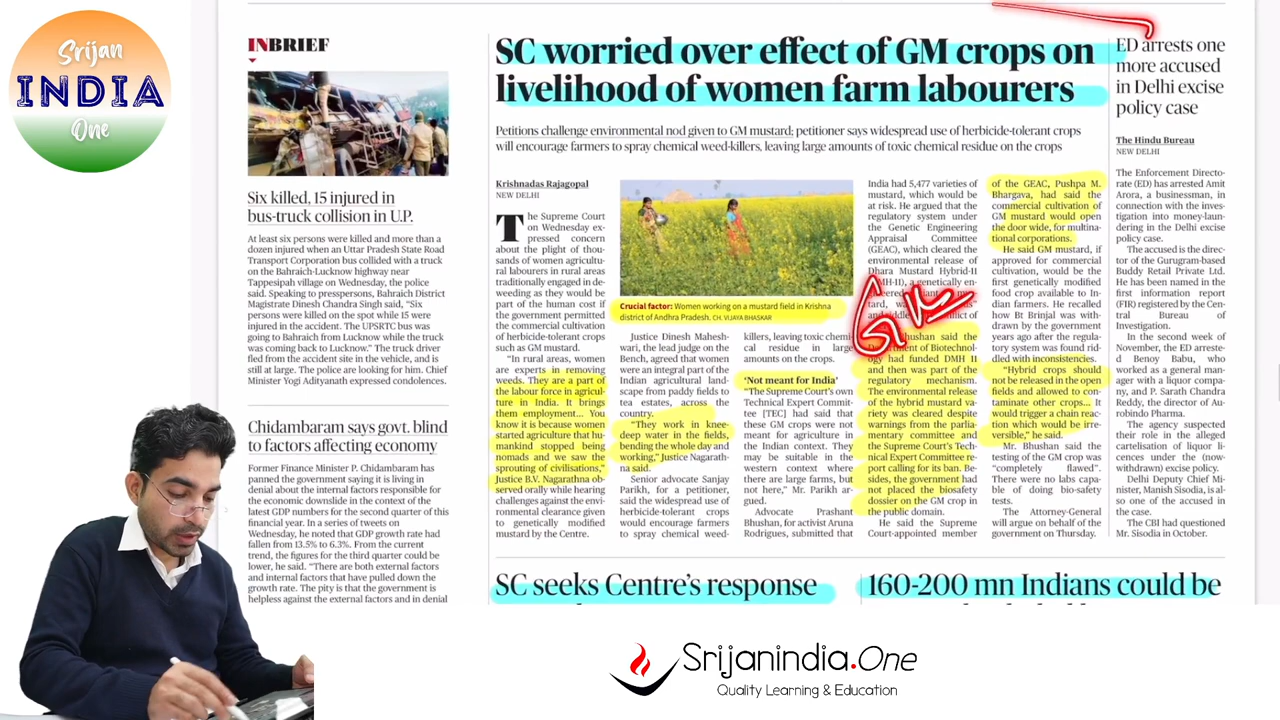 Srijan
INDIA
One
INBRIEF
Six killed, 15 injured in
bus-truck collision in U.P.
At least six persons were killed and more than a
dozen injured when an Uttar Pradesh State Road
Transport Corporation bus collided with a truck
on the Bahraich-Lucknow highway near
Tappesipah village on Wednesday, the police
said. Speaking to presspersons, Bahraich District
Magistrate Dinesh Chandra Singh said, “Six
persons were killed on the spot while 15 were
injured in the accident. The UPSRTC bus was
going to Bahraich from Lucknow while the truck
was coming back to Lucknow.” The truck driver
fled from the accident site in the vehicle, and is
still at large. The police are looking for him. Chief
Minister Yogi Adityanath expressed condolences.
Chidambaram says govt. blind
to factors affecting economy
Former Finance Minister P. Chidambaram has
panned the government saying it is living in
denial about the internal factors responsible for
the economic downslide in the context of the
latest GDP numbers for the second quarter of this
financial year. In a series of tweets on
Wednesday, he noted that GDP growth rate had
fallen from 13.5% to 6.3%. From the current
trend, the figures for the third quarter could be
lower, he said. “There are both external factors
and internal factors that have pulled down the
growth rate. The pity is that the government is
helpless against the external factors and in denial
SC worried over effect of GM crops on
livelihood of women farm labourers
Petitions challenge environmental nod given to GM mustard; petitioner says widespread use of herbicide-tolerant crops
will encourage farmers to spray chemical weed-killers, leaving large amounts of toxic chemical residue on the crops
Krishnadas Rajagopal
NEW DELHI
The Supreme Court
on Wednesday ex-
pressed concern
about the plight of thou-
sands of women agricultu-
ral labourers in rural areas
traditionally engaged in de-
weeding as they would be
part of the human cost if
the government permitted
the commercial cultivation
of herbicide-tolerant crops
such as GM mustard.
“In rural areas, women
are experts in removing
weeds. They are a part of
the labour force in agricul-
ture in India. It brings
them employment... You
know it is because women
started agriculture that hu-
mankind stopped being
nomads and we saw the
sprouting of civilisations,”
Justice B.V. Nagarathna ob-
served orally while hearing
challenges against the envi-
ronmental clearance given
to genetically modified
mustard by the Centre.
Crucial factor: Women working on a mustard field in Krishna
district of Andhra Pradesh. CH. VIJAYA BHASKAR
Justice Dinesh Mahesh-
wari, the lead judge on the
Bench, agreed that women
were an integral part of the
Indian agricultural land-
scape from paddy fields to
tea estates, across the
country.
“They work in knee-
deep water in the fields,
bending the whole day and
working,” Justice Nagarath-
na said.
Senior advocate Sanjay
Parikh, for a petitioner,
said the widespread use of
herbicide-tolerant crops
would encourage farmers
to spray chemical weed-
killers, leaving toxic chemi-
cal residue in large
amounts on the crops.
‘Not meant for India’
“The Supreme Court’s own
Technical Expert Commit-
tee [TEC] had said that
these GM crops were not
meant for agriculture in
the Indian context. They
may be suitable in the
western context where
there are large farms, but
not here,” Mr. Parikh ar-
gued.
Advocate Prashant
Bhushan, for activist Aruna
Rodrigues, submitted that
India had 5,477 varieties of
mustard, which would be
at risk. He argued that the
regulatory system under
the Genetic Engineering
Appraisal Committee
(GEAC), which cleared the
environmental release of
Dhara Mustard Hybrid-11
a genetically en-
of
Bhushan said the
of Biotechnol-
ogy had funded DMH 11
and then was part of the
regulatory mechanism.
The environmental release
of the hybrid mustard va-
riety was cleared despite
warnings from the parlia-
mentary committee and
the Supreme Court’s Tech-
nical Expert Committee re-
port calling for its ban. Be-
sides, the government had
not placed the biosafety
dossier on the GM crop in
the public domain.
He said the Supreme
Court-appointed member
of the GEAC, Pushpa M.
Bhargava, had said the
commercial cultivation of
GM mustard would open
the door wide, for multina-
tional corporations.
He said GM mustard, if
approved for commercial
cultivation, would be the
first genetically modified
food crop available to In-
dian farmers. He recalled
how Bt Brinjal was with-
drawn by the government
years ago after the regula-
tory system was found rid-
dled with inconsistencies.
“Hybrid crops should
not be released in the open
fields and allowed to con-
taminate other crops... It
would trigger a chain reac-
tion which would be irre-
versible,” he said.
Mr. Bhushan said the
testing of the GM crop was
“completely flawed”.
There were no labs capa-
ble of doing bio-safety
tests.
The Attorney-General
will argue on behalf of the
government on Thursday.
ED arrests one
more accused
in Delhi excise
policy case
The Hindu Bureau
NEW DELHI
The Enforcement Directo-
rate (ED) has arrested Amit
Arora, a businessman, in
connection with the inves-
tigation into money-laun-
dering in the Delhi excise
policy case.
The accused is the direc-
tor of the Gurugram-based
Buddy Retail Private Ltd.
He has been named in the
first information report
(FIR) registered by the Cen-
tral Bureau of
Investigation.
In the second week of
November, the ED arreste-
d Benoy Babu, who
worked as a general man-
ager with a liquor compa-
ny, and P. Sarath Chandra
Reddy, the director of Au-
robindo Pharma.
The agency suspected
their role in the alleged
cartelisation of liquor li-
cences under the (now-
withdrawn) excise policy.
Delhi Deputy Chief Mi-
nister, Manish Sisodia, is al-
so one of the accused in
the case.
The CBI had questioned
Mr. Sisodia in October.
SC seeks Centre’s response
160-200 mn Indians could be
Srijanindia.One
Quality Learning & Education